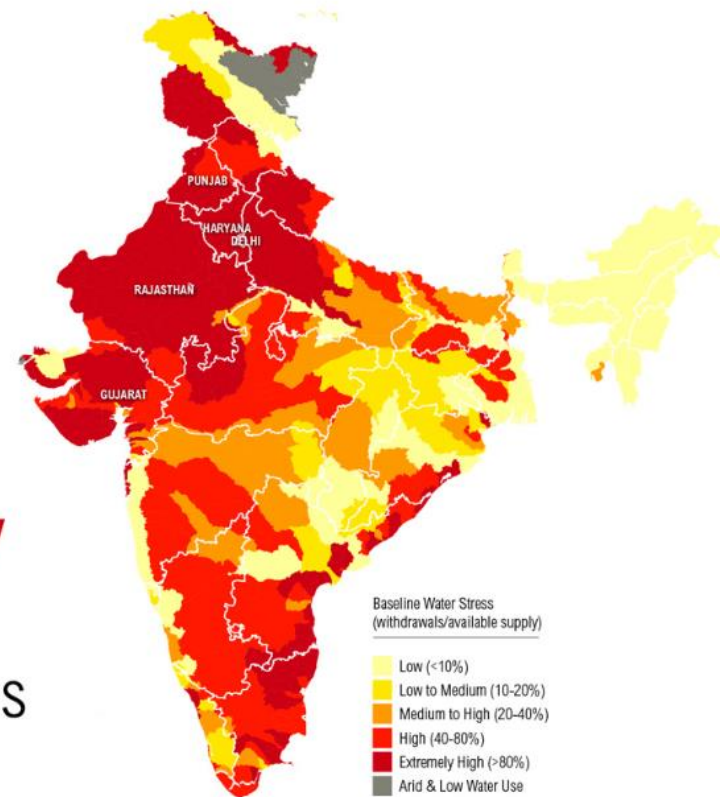 PUNJAB
HARYANA
DELHI
RAJASTHAN
GUJARAT
S
Baseline Water Stress
(withdrawals/available supply)
Low (<10%)
Low to Medium (10-20%)
Medium to High (20-40%)
High (40-80%)
Extremely High (>80%)
Arid & Low Water Use